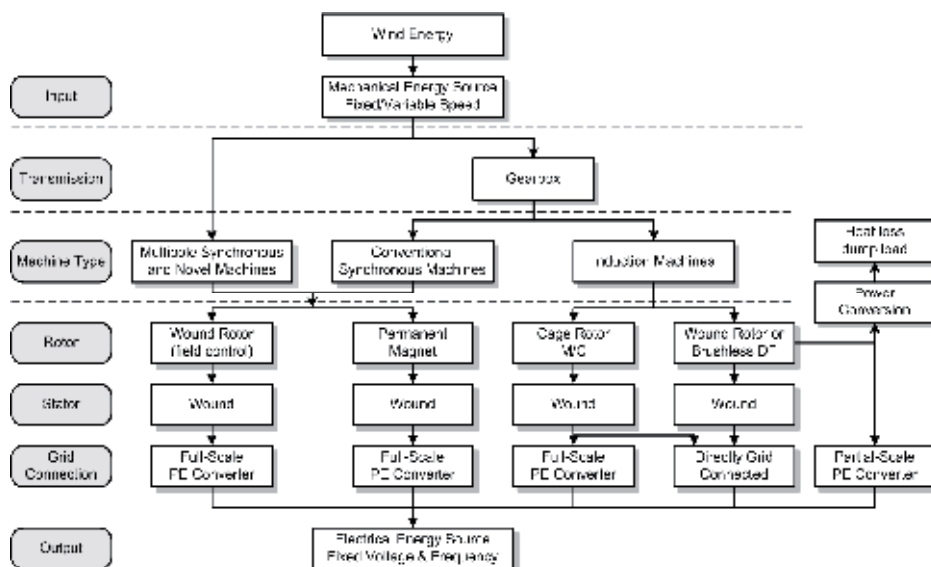 Wind Energy
Input
Mechanical Energy Source
Fixed/Variable Speed
Transmission
Gearbox
Machine Type
Multipole Synchronous
and Novel Machines
Conventional
Synchronous Machines
Induction Machines
Heat loss
dump load
Power
Conversion
Rotor
Wound Rotor
(field control)
Permanent
Magnet
Cage Rotor
M/C
Wound Rotor or
Brushless DF
Stator
Wound
Wound
Wound
Wound
Grid
Connection
Full-Scale
PE Converter
Full-Scale
PE Converter
Full-Scale
PE Converter
Directly Grid
Connected
Partial-Scale
PE Converter
Output
Electrical Energy Source
Fixed Voltage & Frequency